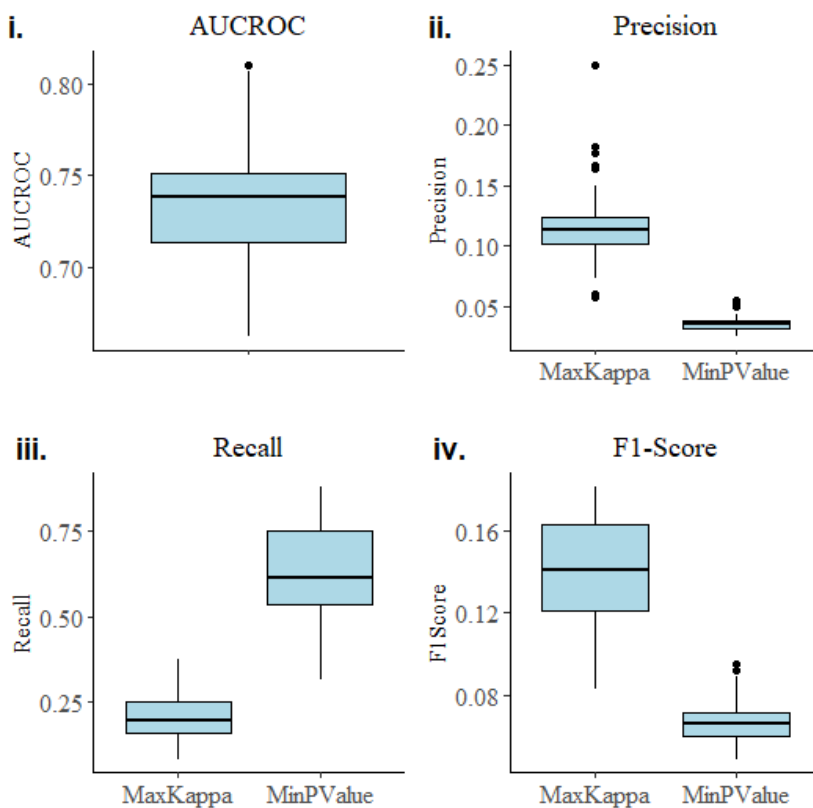 i.
AUCROC
AUCROC
0.80
0.75
0.70
ii.
Precision
Precision
0.25
0.20
0.15
0.10
0.05
MaxKappa
MinPValue
iii.
Recall
Recall
0.75
0.50
0.25
MaxKappa
MinPValue
iv.
F1-Score
F1Score
0.16
0.12
0.08
MaxKappa
MinPValue